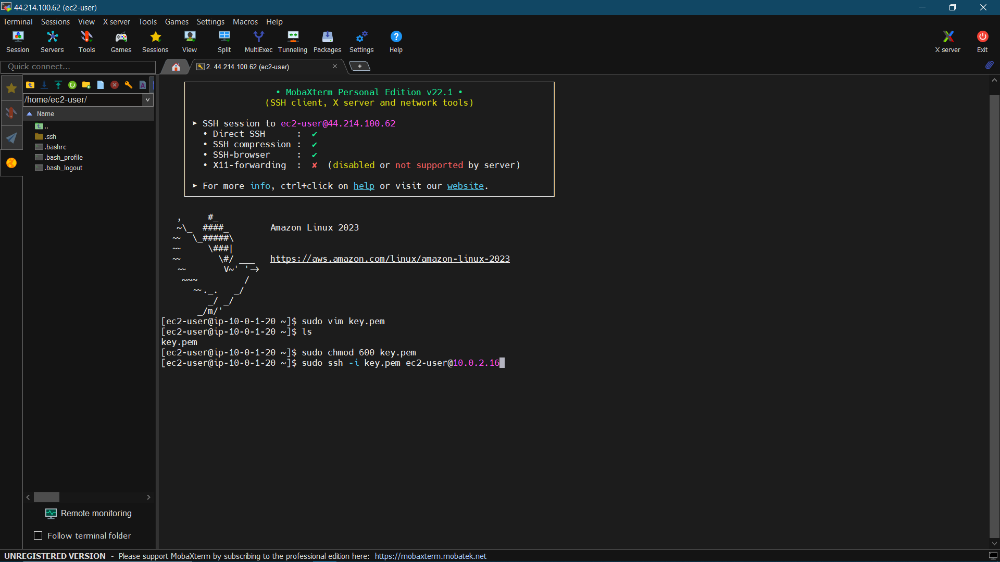 44.214.100.62 (ec2-user)
Terminal Sessions View X server Tools Games Settings Macros Help
Session Servers Tools Games Sessions View Split MultiExec Tunneling Packages Settings Help X server Exit
Quick connect...
2. 44.214.100.62 (ec2-user)
/home/ec2-user/
Name
..
.ssh
.bashrc
.bash_profile
.bash_logout
• MobaXterm Personal Edition v22.1 •
(SSH client, X server and network tools)
➤ SSH session to ec2-user@44.214.100.62
• Direct SSH : ✔
• SSH compression : ✔
• SSH-browser : ✔
• X11-forwarding : ✘ (disabled or not supported by server)
➤ For more info, ctrl+click on help or visit our website.
,     #_
~\_  ####_        Amazon Linux 2023
~~  \_#####\
~~     \###|
~~       \#/ ___   https://aws.amazon.com/linux/amazon-linux-2023
~~       V~' '->
~~~         /
~~._.   _/
_/ _/
_/m/'
[ec2-user@ip-10-0-1-20 ~]$ sudo vim key.pem
[ec2-user@ip-10-0-1-20 ~]$ ls
key.pem
[ec2-user@ip-10-0-1-20 ~]$ sudo chmod 600 key.pem
[ec2-user@ip-10-0-1-20 ~]$ sudo ssh -i key.pem ec2-user@10.0.2.16
Remote monitoring
Follow terminal folder
UNREGISTERED VERSION - Please support MobaXterm by subscribing to the professional edition here: https://mobaxterm.mobatek.net